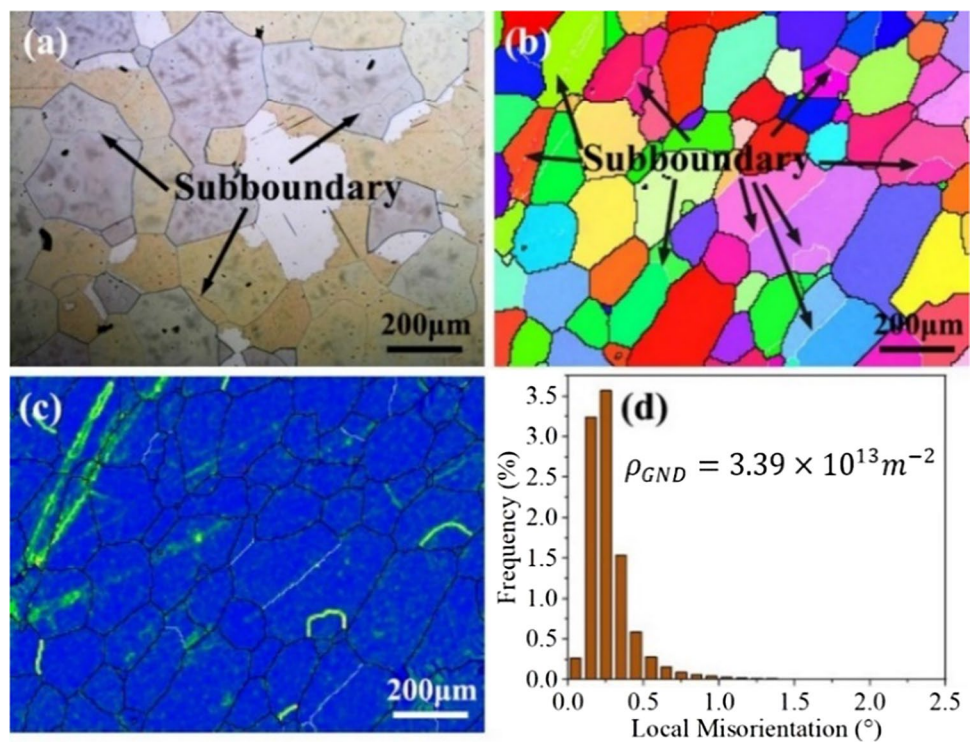 (a)
Subboundary
200μm
(b)
Subboundary
200μm
(c)
200μm
(d)
ρGND = 3.39 × 10¹³m⁻²
Frequency (%)
3.5
3.0
2.5
2.0
1.5
1.0
0.5
0.0
0.0 0.5 1.0 1.5 2.0 2.5
Local Misorientation (°)